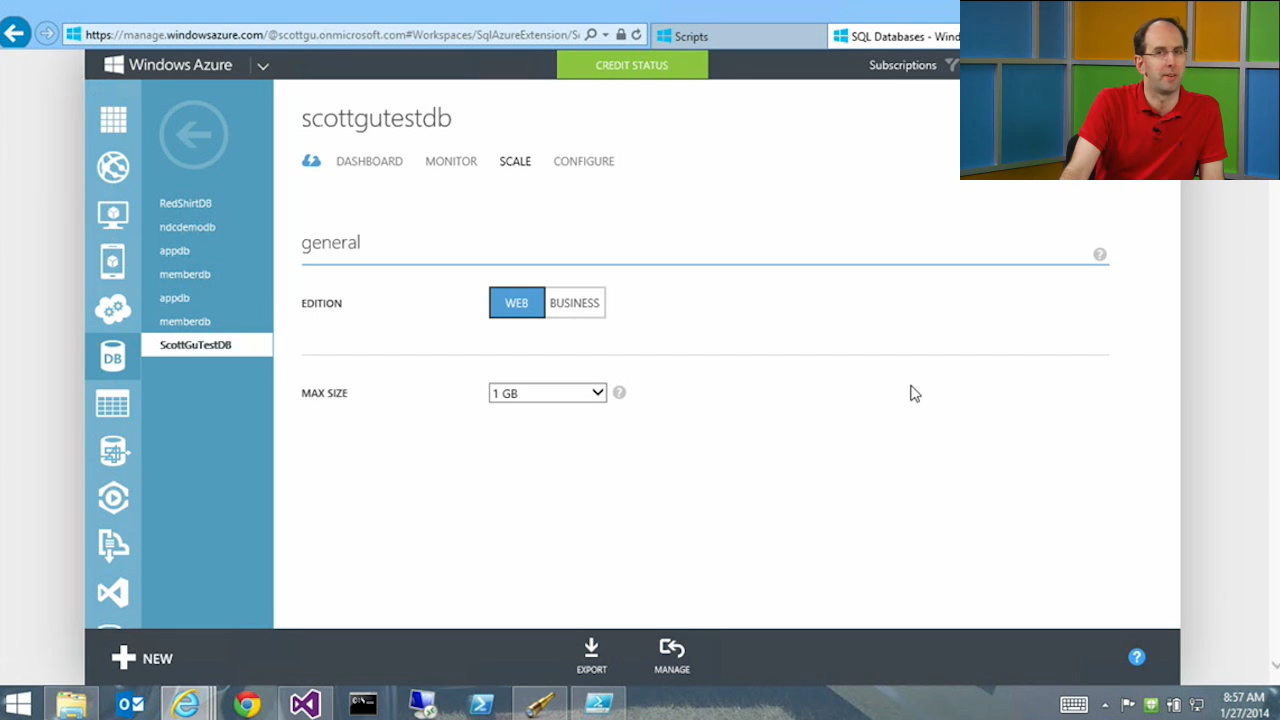 https://manage.windowsazure.com/@scottgu.onmicrosoft.com#Workspaces/SqlAzureExtension/S
Scripts
SQL Databases - Wind
Windows Azure
CREDIT STATUS
Subscriptions
scottgutestdb
DASHBOARD
MONITOR
SCALE
CONFIGURE
RedShirtDB
ndcdemodb
appdb
memberdb
appdb
memberdb
ScottGuTestDB
DB
general
?
EDITION
WEB
BUSINESS
MAX SIZE
1 GB
?
NEW
EXPORT
MANAGE
?
8:57 AM
1/27/2014